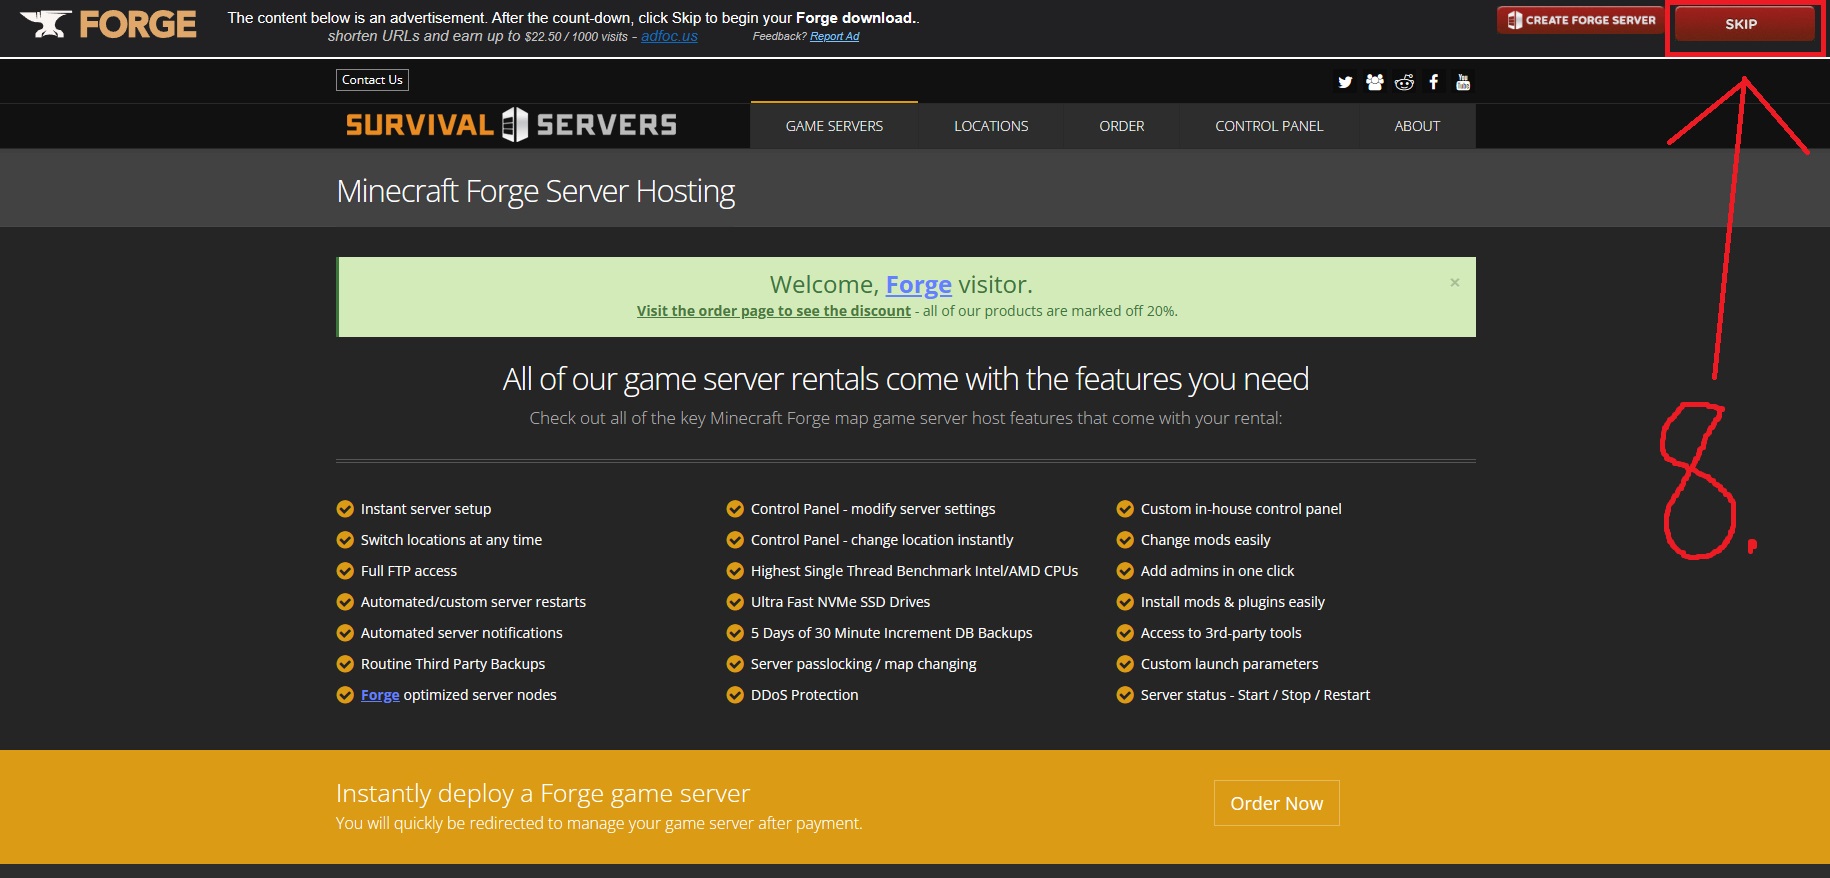 FORGE
The content below is an advertisement. After the count-down, click Skip to begin your Forge download..
shorten URLs and earn up to $22.50 / 1000 visits - adfoc.us
Feedback? Report Ad
CREATE FORGE SERVER
SKIP
Contact Us
You Tube
SURVIVAL SERVERS
GAME SERVERS
LOCATIONS
ORDER
CONTROL PANEL
ABOUT
Minecraft Forge Server Hosting
Welcome, Forge visitor.
×
Visit the order page to see the discount - all of our products are marked off 20%.
All of our game server rentals come with the features you need
Check out all of the key Minecraft Forge map game server host features that come with your rental:
8.
Instant server setup
Switch locations at any time
Full FTP access
Automated/custom server restarts
Automated server notifications
Routine Third Party Backups
Forge optimized server nodes
Control Panel - modify server settings
Control Panel - change location instantly
Highest Single Thread Benchmark Intel/AMD CPUs
Ultra Fast NVMe SSD Drives
5 Days of 30 Minute Increment DB Backups
Server passlocking / map changing
DDoS Protection
Custom in-house control panel
Change mods easily
Add admins in one click
Install mods & plugins easily
Access to 3rd-party tools
Custom launch parameters
Server status - Start / Stop / Restart
Instantly deploy a Forge game server
You will quickly be redirected to manage your game server after payment.
Order Now